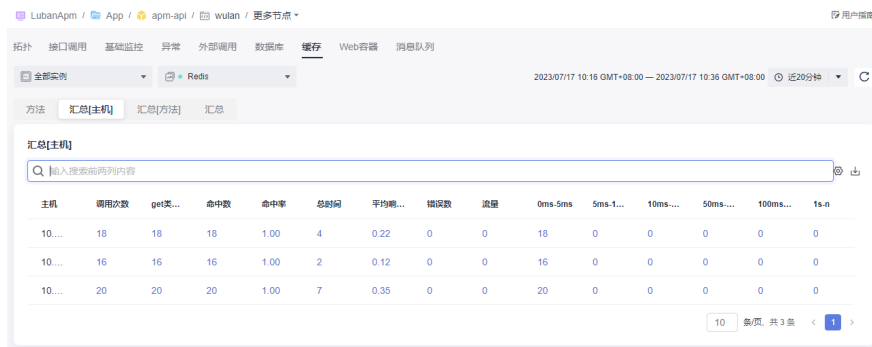 LubanApm / App / apm-api / wulan / 更多节点 用户指南
拓扑 接口调用 基础监控 异常 外部调用 数据库 缓存 Web容器 消息队列
全部实例 Redis 2023/07/17 10:16 GMT+08:00 — 2023/07/17 10:36 GMT+08:00 近20分钟
方法 汇总[主机] 汇总[方法] 汇总
汇总[主机]
输入搜索前两列内容
主机 调用次数 get类... 命中数 命中率 总时间 平均响... 错误数 流量 0ms-5ms 5ms-1... 10ms-... 50ms-... 100ms... 1s-n
10.... 18 18 18 1.00 4 0.22 0 0 18 0 0 0 0 0
10.... 16 16 16 1.00 2 0.12 0 0 16 0 0 0 0 0
10.... 20 20 20 1.00 7 0.35 0 0 20 0 0 0 0 0
10 条/页, 共 3 条 < 1 >